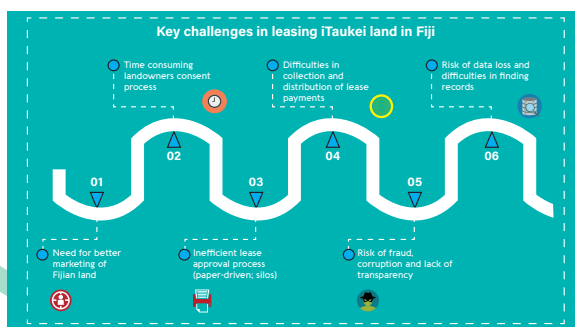 Key challenges in leasing iTaukei land in Fiji
Time consuming
landowners consent
process
Difficulties in
collection and
distribution of lease
payments
Risk of data loss and
difficulties in finding
records
01
02
03
04
05
06
Need for better
marketing of
Fijian land
Inefficient lease
approval process
(paper-driven; silos)
Risk of fraud,
corruption and lack of
transparency